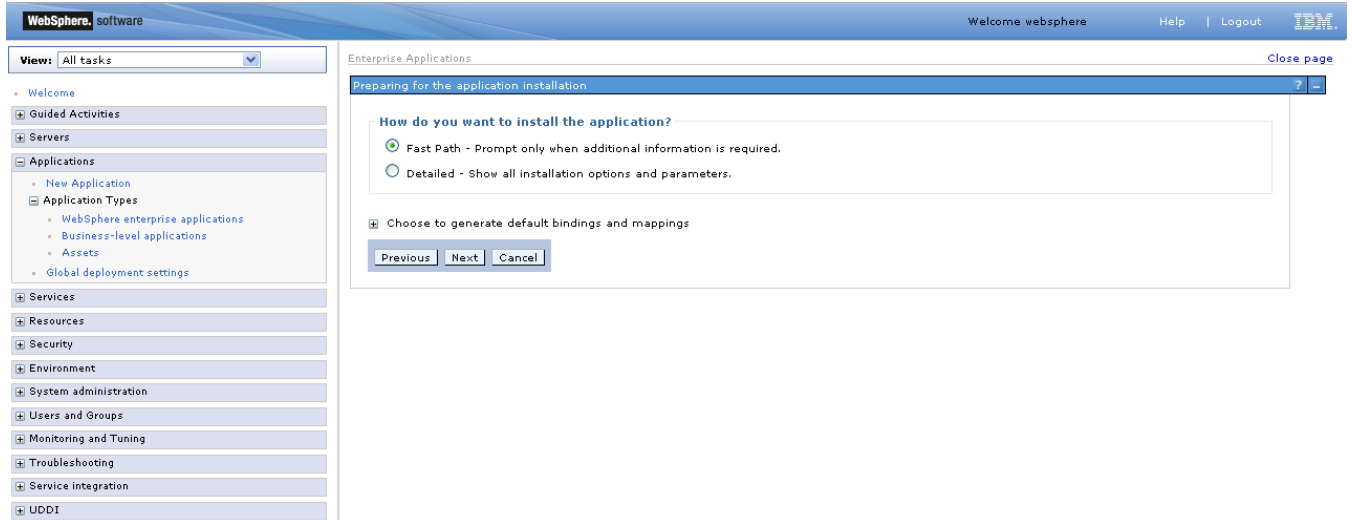 WebSphere. software
Welcome websphere Help | Logout IBM.
View: All tasks
Welcome
Guided Activities
Servers
Applications
New Application
Application Types
WebSphere enterprise applications
Business-level applications
Assets
Global deployment settings
Services
Resources
Security
Environment
System administration
Users and Groups
Monitoring and Tuning
Troubleshooting
Service integration
UDDI
Enterprise Applications
Close page
Preparing for the application installation ? -
How do you want to install the application?
Fast Path - Prompt only when additional information is required.
Detailed - Show all installation options and parameters.
Choose to generate default bindings and mappings
Previous Next Cancel